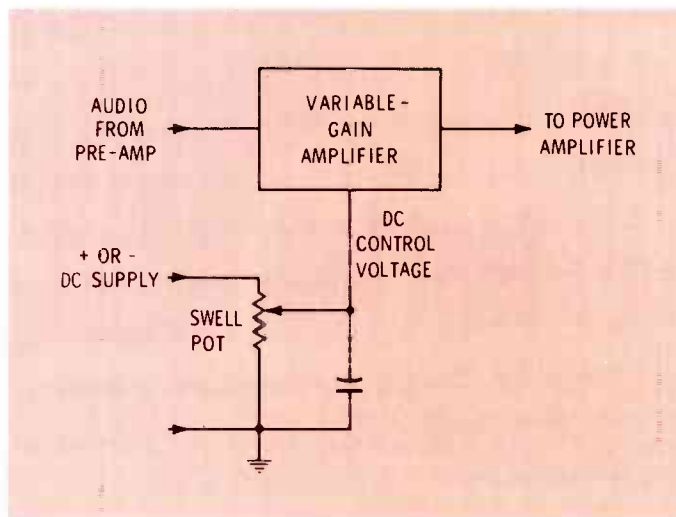 AUDIO
FROM
PRE-AMP
VARIABLE-
GAIN
AMPLIFIER
TO POWER
AMPLIFIER
DC
CONTROL
VOLTAGE
+ OR -
DC SUPPLY
SWELL
POT